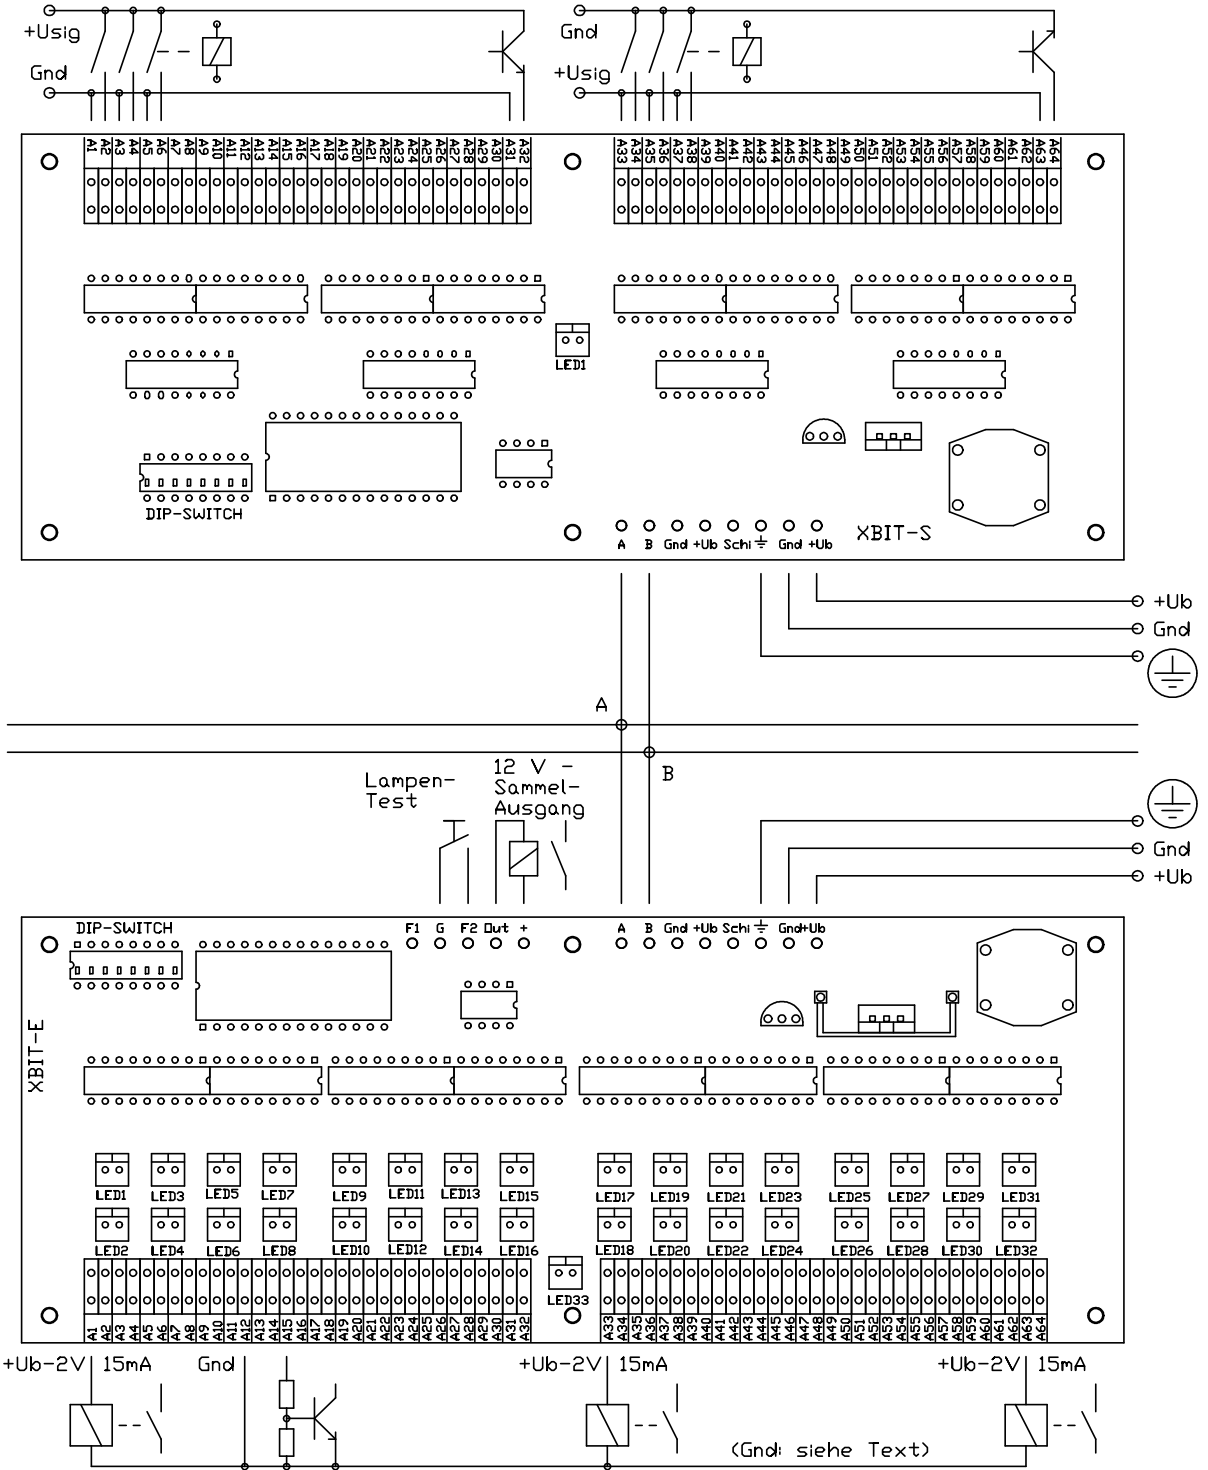 +Usig
Gnd
Gnd
+Usig
A1 A2 A3 A4 A5 A6 A7 A8 A9 A10 A11 A12 A13 A14 A15 A16 A17 A18 A19 A20 A21 A22 A23 A24 A25 A26 A27 A28 A29 A30 A31 A32
A33 A34 A35 A36 A37 A38 A39 A40 A41 A42 A43 A44 A45 A46 A47 A48 A49 A50 A51 A52 A53 A54 A55 A56 A57 A58 A59 A60 A61 A62 A63 A64
LED1
DIP-SWITCH
A B Gnd +Ub Schi Gnd +Ub
XBIT-S
+Ub
Gnd
A
B
Lampen-
Test
12 V -
Sammel-
Ausgang
Gnd
+Ub
DIP-SWITCH
F1 G F2 Out +
A B Gnd +Ub Schi Gnd +Ub
XBIT-E
LED1 LED3 LED5 LED7 LED9 LED11 LED13 LED15 LED17 LED19 LED21 LED23 LED25 LED27 LED29 LED31
LED2 LED4 LED6 LED8 LED10 LED12 LED14 LED16 LED18 LED20 LED22 LED24 LED26 LED28 LED30 LED32
LED33
A1 A2 A3 A4 A5 A6 A7 A8 A9 A10 A11 A12 A13 A14 A15 A16 A17 A18 A19 A20 A21 A22 A23 A24 A25 A26 A27 A28 A29 A30 A31 A32
A33 A34 A35 A36 A37 A38 A39 A40 A41 A42 A43 A44 A45 A46 A47 A48 A49 A50 A51 A52 A53 A54 A55 A56 A57 A58 A59 A60 A61 A62 A63 A64
+Ub-2V 15mA Gnd +Ub-2V 15mA +Ub-2V 15mA
(Gnd: siehe Text)